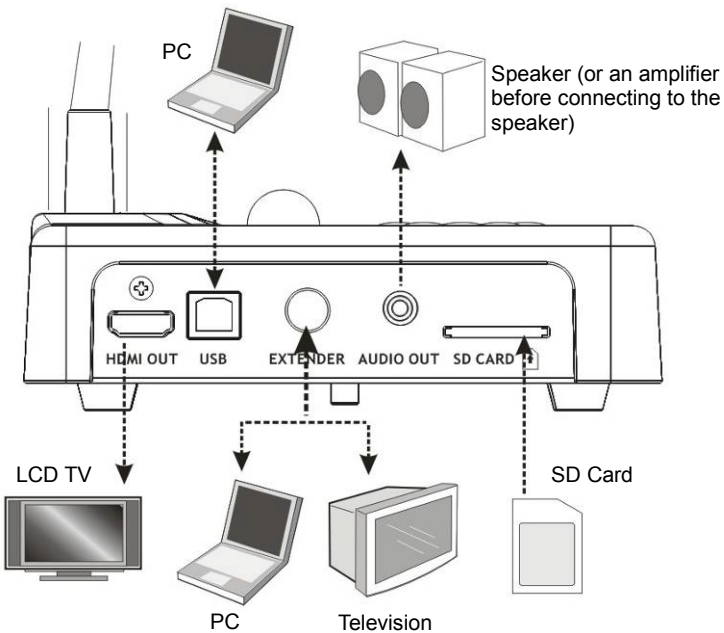 PC
Speaker (or an amplifier
before connecting to the
speaker)
HDMI OUT USB EXTENDER AUDIO OUT SD CARD
LCD TV
SD Card
PC
Television